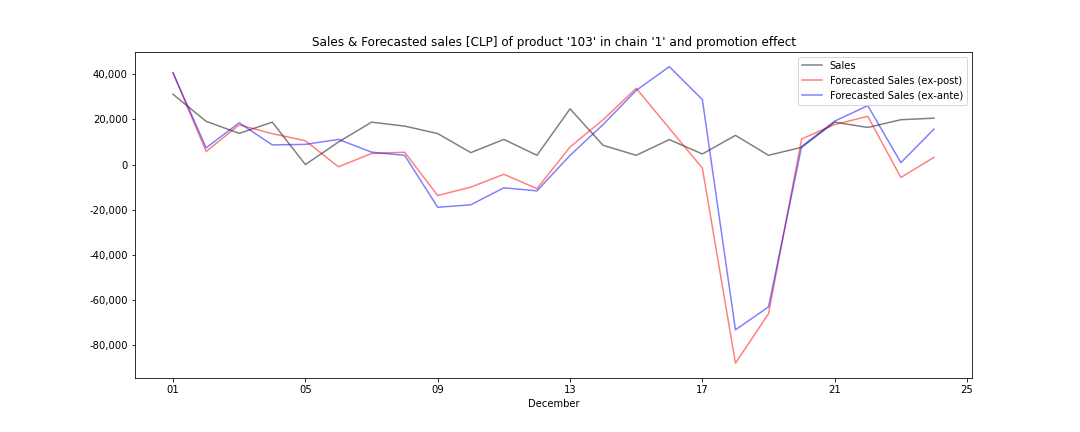 Sales & Forecasted sales [CLP] of product '103' in chain '1' and promotion effect
Sales
Forecasted Sales (ex-post)
Forecasted Sales (ex-ante)
40,000
20,000
0
-20,000
-40,000
-60,000
-80,000
01 05 09 13 17 21 25
December